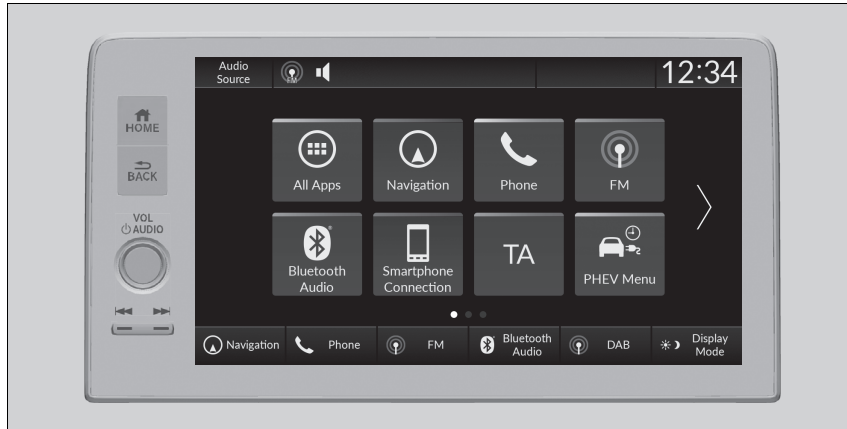 Audio
Source
FM
12:34
HOME
BACK
VOL
AUDIO
All Apps
Navigation
Phone
FM
Bluetooth
Audio
Smartphone
Connection
TA
PHEV Menu
Navigation
Phone
FM
Bluetooth
Audio
DAB
Display
Mode